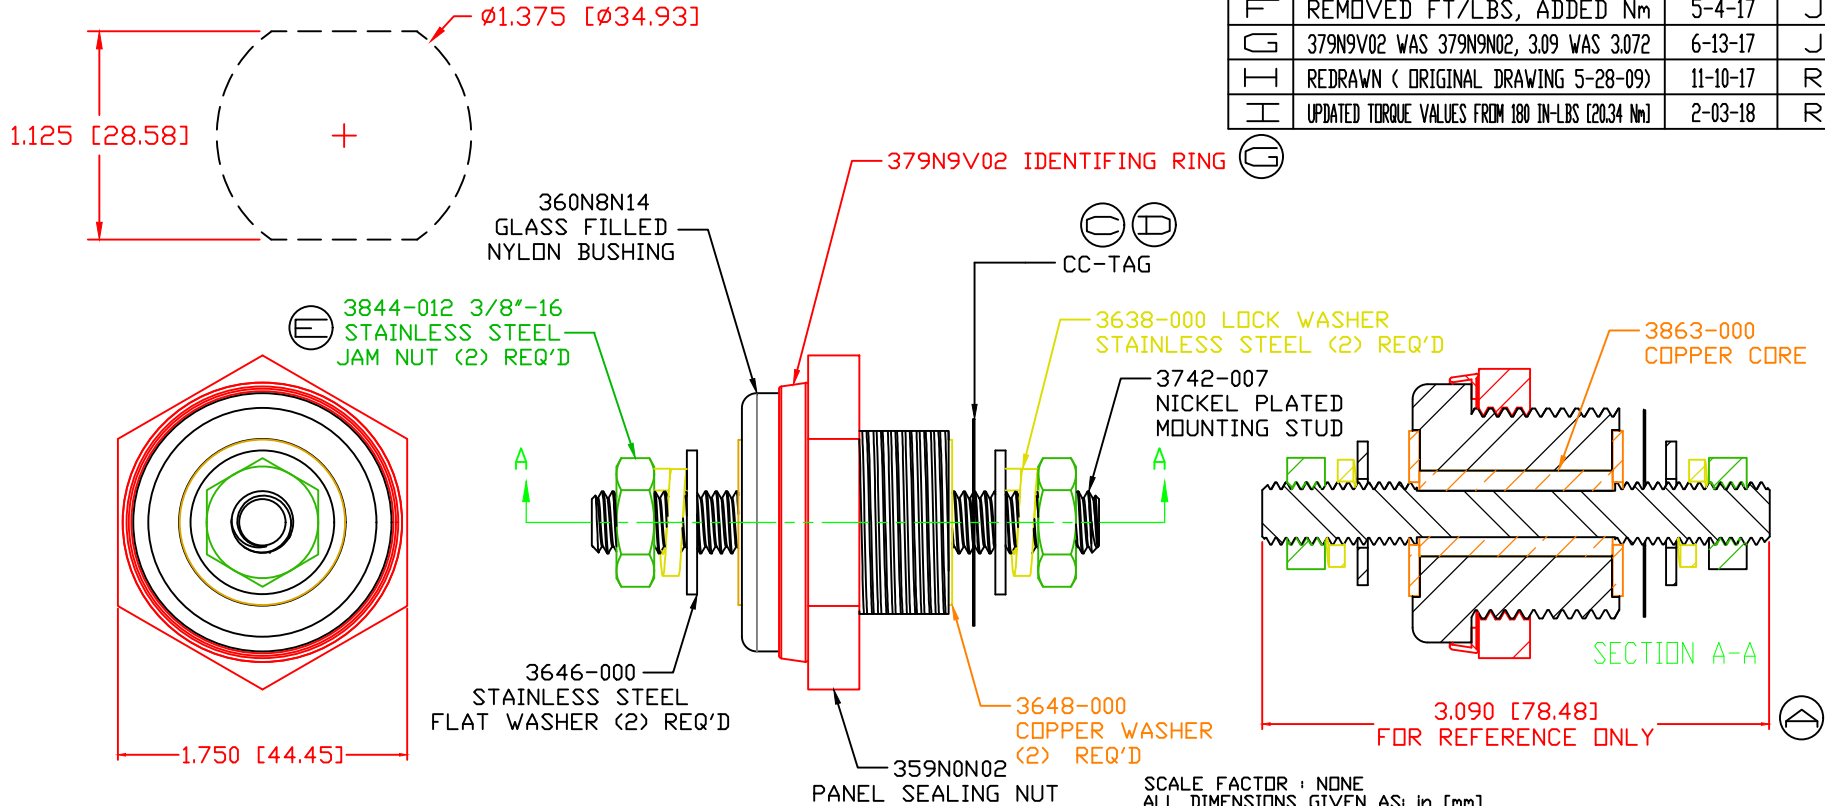 Ø1.375 [Ø34.93]
1.125 [28.58]
F REMOVED FT/LBS, ADDED Nm 5-4-17 J
G 379N9V02 WAS 379N9N02, 3.09 WAS 3.072 6-13-17 J
H REDRAWN ( ORIGINAL DRAWING 5-28-09) 11-10-17 R
I UPDATED TORQUE VALUES FROM 180 IN-LBS [20.34 Nm] 2-03-18 R
379N9V02 IDENTIFING RING G
360N8N14
GLASS FILLED
NYLON BUSHING
C D
CC-TAG
E
3844-012 3/8"-16
STAINLESS STEEL
JAM NUT (2) REQ'D
3638-000 LOCK WASHER
STAINLESS STEEL (2) REQ'D
3863-000
COPPER CORE
3742-007
NICKEL PLATED
MOUNTING STUD
A A
SECTION A-A
3646-000
STAINLESS STEEL
FLAT WASHER (2) REQ'D
3648-000
COPPER WASHER
(2) REQ'D
3.090 [78.48]
FOR REFERENCE ONLY
A
1.750 [44.45]
359N0N02
PANEL SEALING NUT
SCALE FACTOR : NONE
ALL DIMENSIONS GIVEN AS: in [mm]